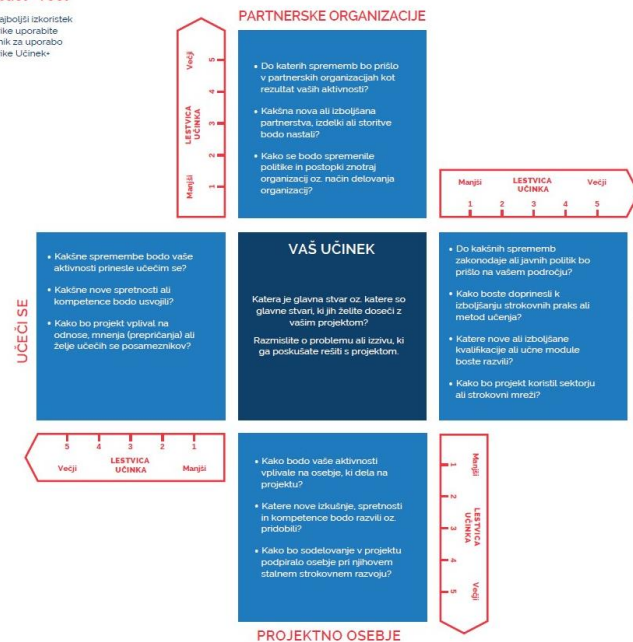 ajboljši izkoristek
ike uporabite
nik za uporabo
ike Učinek+
PARTNERSKE ORGANIZACIJE
Večji
LESTVICA
UČINKA
Manjši
5
4
3
2
1
• Do katerih sprememb bo prišlo
v partnerskih organizacijah kot
rezultat vaših aktivnosti?
• Kakšna nova ali izboljšana
partnerstva, izdelki ali storitve
bodo nastali?
• Kako se bodo spremenile
politike in postopki znotraj
organizacij oz. način delovanja
organizacij?
Manjši LESTVICA UČINKA Večji
1 2 3 4 5
UČEČI SE
• Kakšne spremembe bodo vaše
aktivnosti prinesle učečim se?
• Kakšne nove spretnosti ali
kompetence bodo usvojili?
• Kako bo projekt vplival na
odnose, mnenja (prepričanja) ali
želje učečih se posameznikov?
VAŠ UČINEK
Katera je glavna stvar oz. katere so
glavne stvari, ki jih želite doseči z
vašim projektom?
Razmislite o problemu ali izzivu, ki
ga poskušate rešiti s projektom.
• Do kakšnih sprememb
zakonodaje ali javnih politik bo
prišlo na vašem področju?
• Kako boste doprinesli k
izboljšanju strokovnih praks ali
metod učenja?
• Katere nove ali izboljšane
kvalifikacije ali učne module
boste razvili?
• Kako bo projekt koristil sektorju
ali strokovni mreži?
5 4 3 2 1
Večji LESTVICA UČINKA Manjši
• Kako bodo vaše aktivnosti
vplivale na osebje, ki dela na
projektu?
• Katere nove izkušnje, spretnosti
in kompetence bodo razvili oz.
pridobili?
• Kako bo sodelovanje v projektu
podpiralo osebje pri njihovem
stalnem strokovnem razvoju?
Manjši
LESTVICA
UČINKA
Večji
1
2
3
4
5
PROJEKTNO OSEBJE